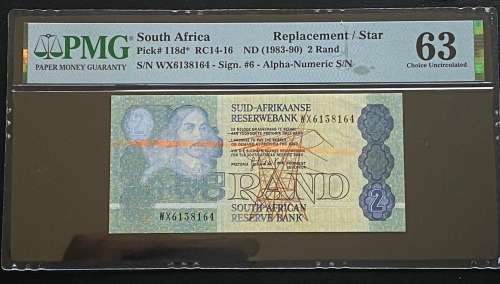 PMG
PAPER MONEY GUARANTY
South Africa Replacement / Star
Pick# 118d* RC14-16 ND (1983-90) 2 Rand
S/N WX6138164 - Sign. #6 - Alpha-Numeric S/N
63
Choice Uncirculated
SUID-AFRIKAANSE
RESERWEBANK WX6138164
2
RAND
PRETORIA
WX6138164
SOUTH AFRICAN
RESERVE BANK
2